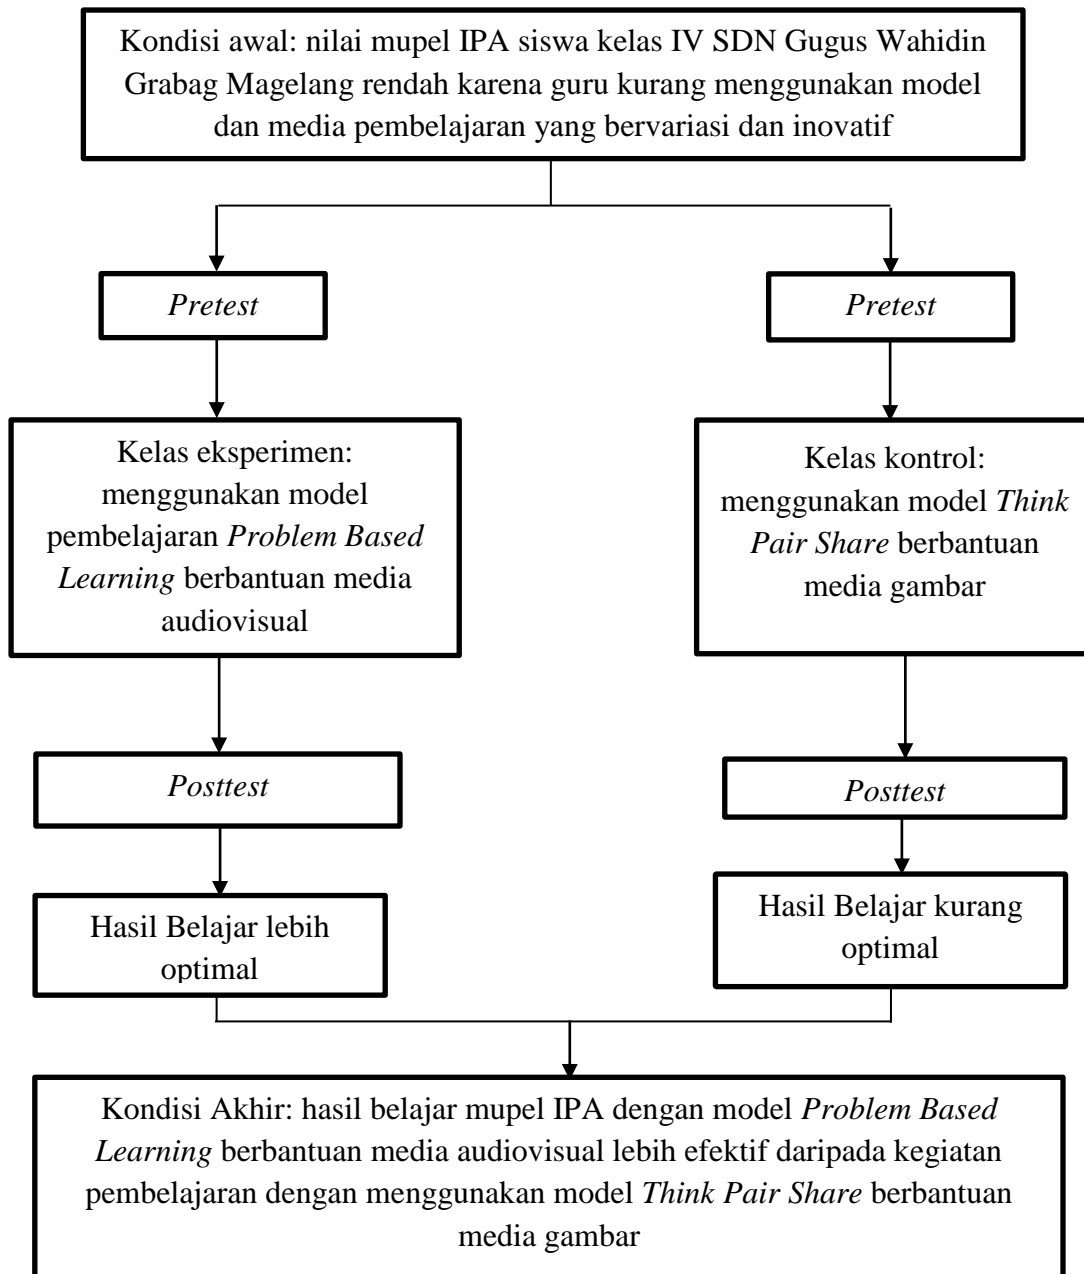 Kondisi awal: nilai mupel IPA siswa kelas IV SDN Gugus Wahidin
Grabag Magelang rendah karena guru kurang menggunakan model
dan media pembelajaran yang bervariasi dan inovatif
Pretest
Pretest
Kelas eksperimen:
menggunakan model
pembelajaran Problem Based
Learning berbantuan media
audiovisual
Kelas kontrol:
menggunakan model Think
Pair Share berbantuan
media gambar
Posttest
Posttest
Hasil Belajar lebih
optimal
Hasil Belajar kurang
optimal
Kondisi Akhir: hasil belajar mupel IPA dengan model Problem Based
Learning berbantuan media audiovisual lebih efektif daripada kegiatan
pembelajaran dengan menggunakan model Think Pair Share berbantuan
media gambar